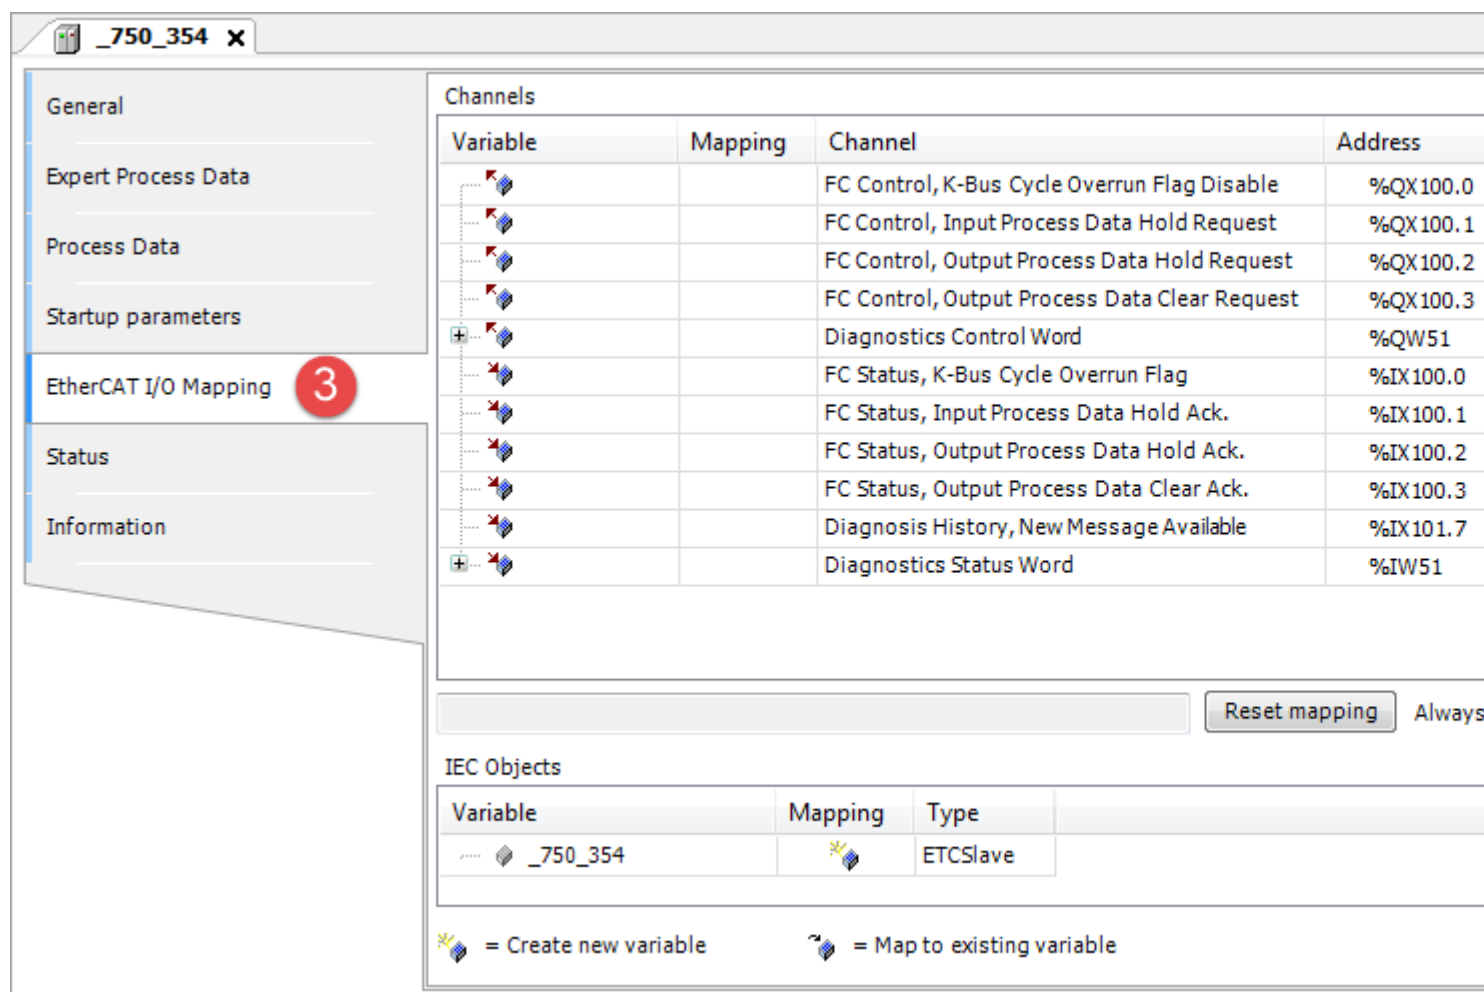 _750_354 x
General
Expert Process Data
Process Data
Startup parameters
EtherCAT I/O Mapping 3
Status
Information
Channels
Variable Mapping Channel Address
FC Control, K-Bus Cycle Overrun Flag Disable %QX100.0
FC Control, Input Process Data Hold Request %QX100.1
FC Control, Output Process Data Hold Request %QX100.2
FC Control, Output Process Data Clear Request %QX100.3
Diagnostics Control Word %QW51
FC Status, K-Bus Cycle Overrun Flag %IX100.0
FC Status, Input Process Data Hold Ack. %IX100.1
FC Status, Output Process Data Hold Ack. %IX100.2
FC Status, Output Process Data Clear Ack. %IX100.3
Diagnosis History, New Message Available %IX101.7
Diagnostics Status Word %IW51
Reset mapping Always
IEC Objects
Variable Mapping Type
_750_354 ETCSlave
= Create new variable = Map to existing variable